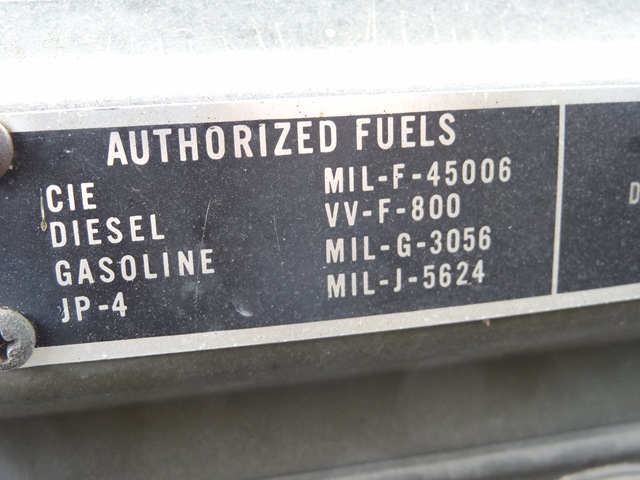 AUTHORIZED FUELS
CIE MIL-F-45006
DIESEL VV-F-800
GASOLINE MIL-G-3056
JP-4 MIL-J-5624
D